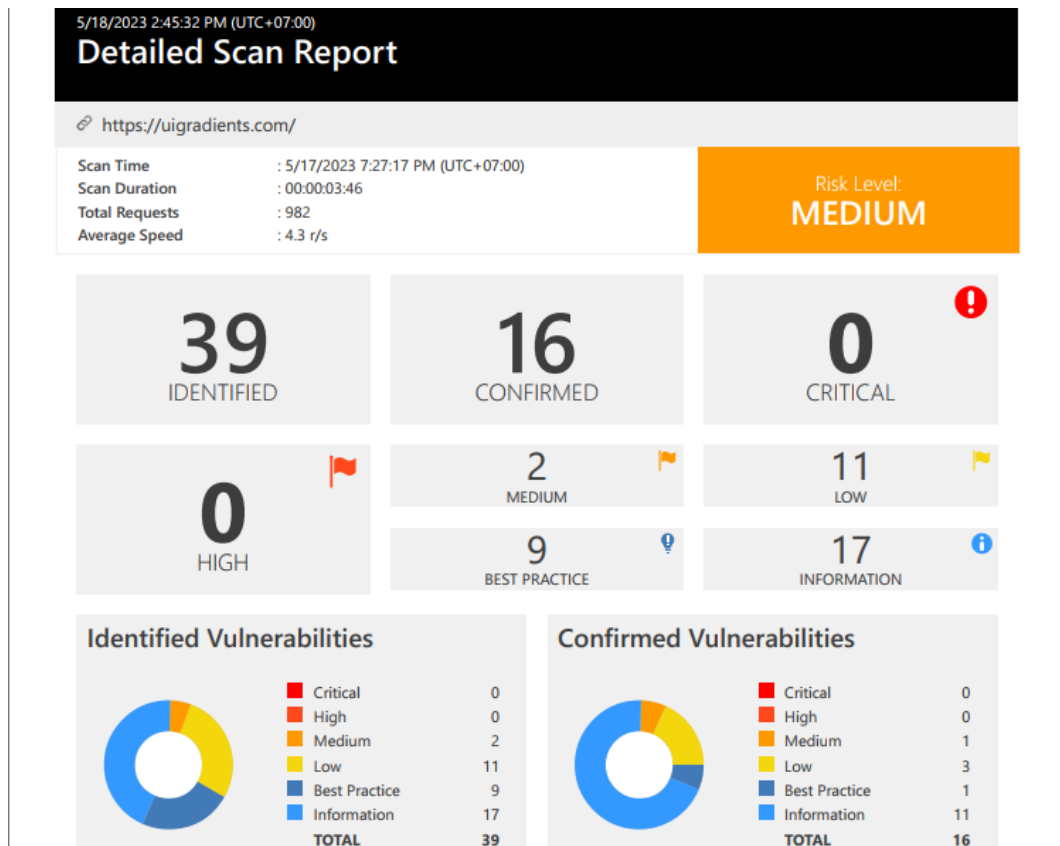 5/18/2023 2:45:32 PM (UTC+07:00)
Detailed Scan Report
https://uigradients.com/
Scan Time : 5/17/2023 7:27:17 PM (UTC+07:00)
Scan Duration : 00:00:03:46
Total Requests : 982
Average Speed : 4.3 r/s
Risk Level:
MEDIUM
39
IDENTIFIED
16
CONFIRMED
0
CRITICAL
0
HIGH
2
MEDIUM
11
LOW
9
BEST PRACTICE
17
INFORMATION
Identified Vulnerabilities
Critical 0
High 0
Medium 2
Low 11
Best Practice 9
Information 17
TOTAL 39
Confirmed Vulnerabilities
Critical 0
High 0
Medium 1
Low 3
Best Practice 1
Information 11
TOTAL 16